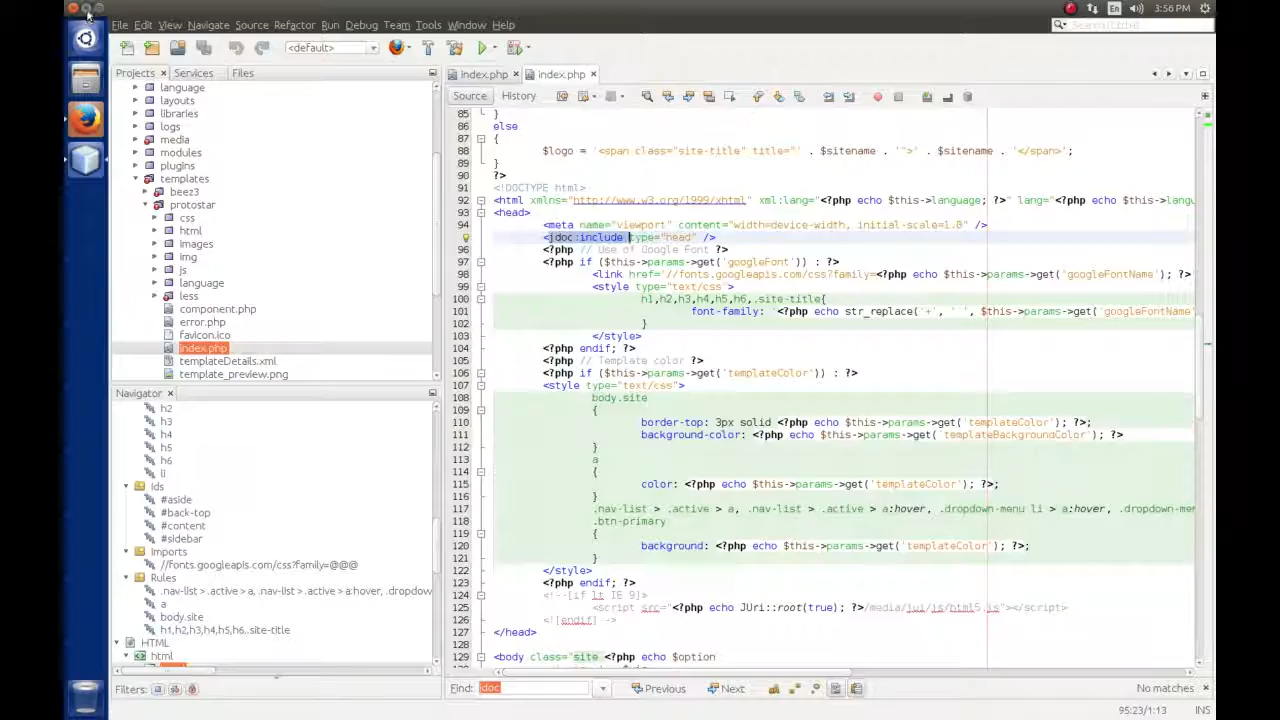 En
3:56 PM
File Edit View Navigate Source Refactor Run Debug Team Tools Window Help
Search (Ctrl+I)
<default>
Projects Services Files
index.php index.php
Source History
language
layouts
libraries
logs
media
modules
plugins
templates
beez3
protostar
css
html
images
img
js
language
less
component.php
error.php
favicon.ico
index.php
templateDetails.xml
template_preview.png
Navigator
h2
h3
h4
h5
h6
li
Ids
#aside
#back-top
#content
#sidebar
Imports
//fonts.googleapis.com/css?family=@@@
Rules
.nav-list > .active > a, .nav-list > .active > a:hover, .dropdown
a
body.site
h1,h2,h3,h4,h5,h6,.site-title
HTML
html
Filters:
85 }
86 else
87 {
88 $logo = '<span class="site-title" title="' . $sitename . '">' . $sitename . '</span>';
89 }
90 ?>
91 <!DOCTYPE html>
92 <html xmlns="http://www.w3.org/1999/xhtml" xml:lang="<?php echo $this->language; ?>" lang="<?php echo $this->langu
93 <head>
94 <meta name="viewport" content="width=device-width, initial-scale=1.0" />
<jdoc:include type="head" />
96 <?php // Use of Google Font ?>
97 <?php if ($this->params->get('googleFont')) : ?>
98 <link href='//fonts.googleapis.com/css?family=<?php echo $this->params->get('googleFontName'); ?>'
99 <style type="text/css">
100 h1,h2,h3,h4,h5,h6,.site-title{
101 font-family: '<?php echo str_replace('+', ' ', $this->params->get('googleFontName'
102 }
103 </style>
104 <?php endif; ?>
105 <?php // Template color ?>
106 <?php if ($this->params->get('templateColor')) : ?>
107 <style type="text/css">
108 body.site
109 {
110 border-top: 3px solid <?php echo $this->params->get('templateColor'); ?>;
111 background-color: <?php echo $this->params->get('templateBackgroundColor'); ?>
112 }
113 a
114 {
115 color: <?php echo $this->params->get('templateColor'); ?>;
116 }
117 .nav-list > .active > a, .nav-list > .active > a:hover, .dropdown-menu li > a:hover, .dropdown-men
118 .btn-primary
119 {
120 background: <?php echo $this->params->get('templateColor'); ?>;
121 }
122 </style>
123 <?php endif; ?>
124 <!--[if lt IE 9]>
125 <script src="<?php echo JUri::root(true); ?>/media/jui/js/html5.js"></script>
126 <![endif]-->
127 </head>
128
129 <body class="site <?php echo $option
Find: jdoc Previous Next No matches
95:23/1:13 INS